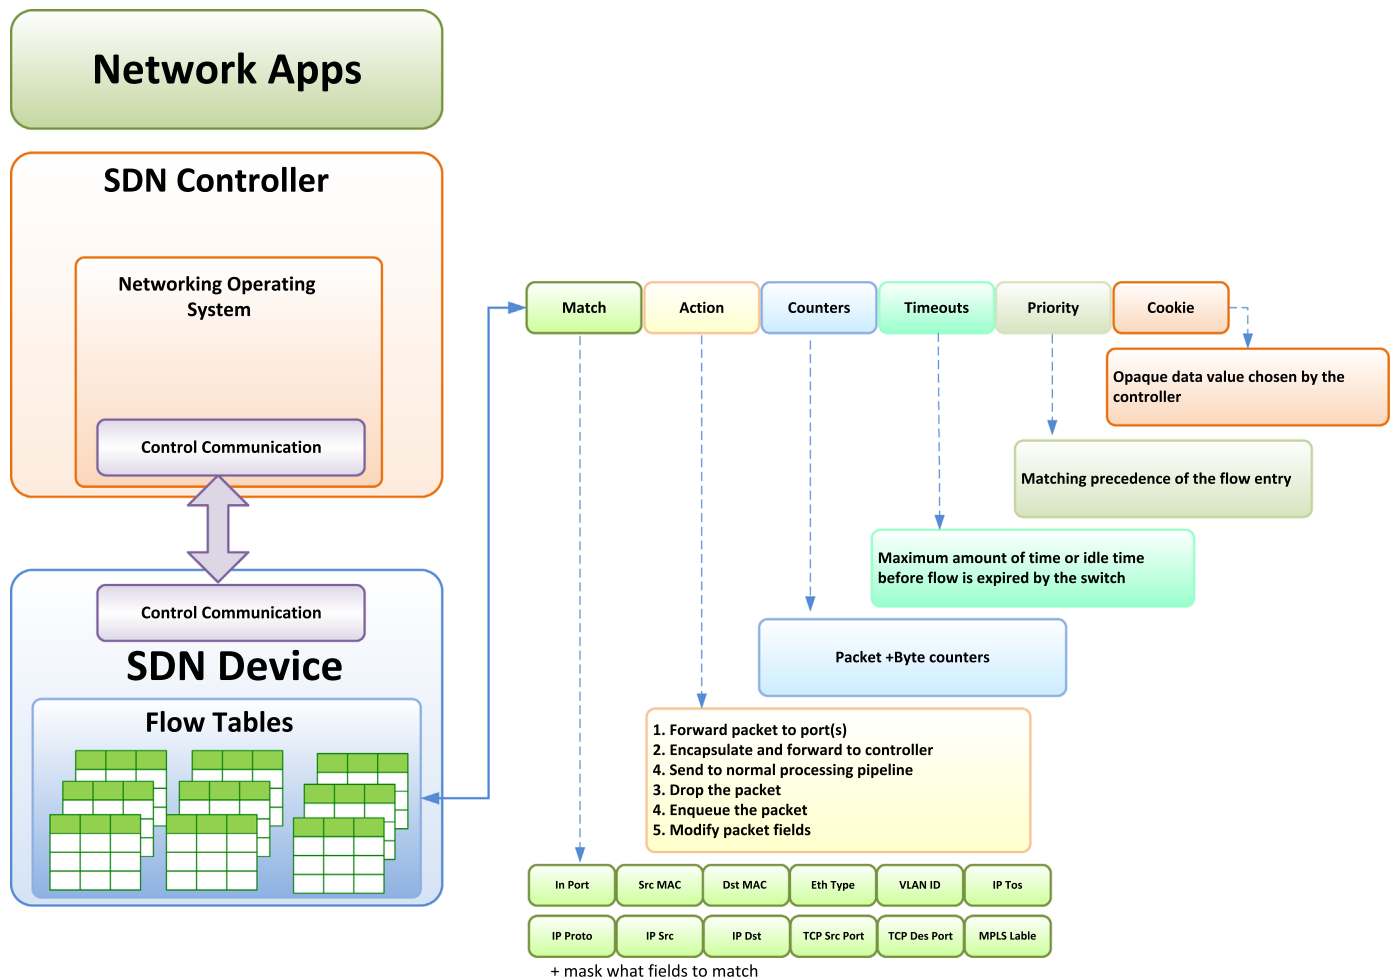 Network Apps
SDN Controller
Networking Operating
System
Control Communication
Control Communication
SDN Device
Flow Tables
Match
Action
Counters
Timeouts
Priority
Cookie
Opaque data value chosen by the
controller
Matching precedence of the flow entry
Maximum amount of time or idle time
before flow is expired by the switch
Packet +Byte counters
1. Forward packet to port(s)
2. Encapsulate and forward to controller
4. Send to normal processing pipeline
3. Drop the packet
4. Enqueue the packet
5. Modify packet fields
In Port
Src MAC
Dst MAC
Eth Type
VLAN ID
IP Tos
IP Proto
IP Src
IP Dst
TCP Src Port
TCP Des Port
MPLS Lable
+ mask what fields to match